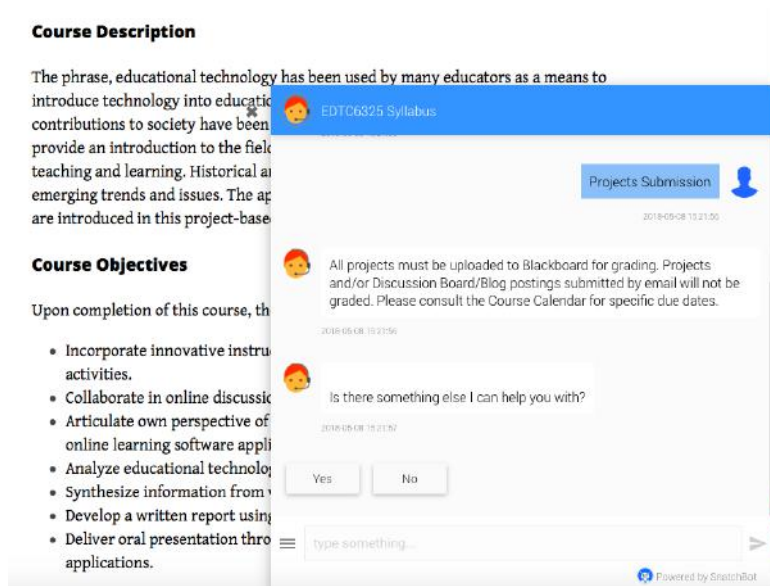 Course Description
The phrase, educational technology has been used by many educators as a means to
introduce technology into educatio
contributions to society have been
provide an introduction to the field
teaching and learning. Historical a
emerging trends and issues. The ap
are introduced in this project-base
Course Objectives
Upon completion of this course, th
• Incorporate innovative instru
activities.
• Collaborate in online discussio
• Articulate own perspective of
online learning software appli
• Analyze educational technolog
• Synthesize information from
• Develop a written report using
• Deliver oral presentation thro
applications.
EDTC6325 Syllabus
Projects Submission
2018-05-08 15:21:56
All projects must be uploaded to Blackboard for grading. Projects
and/or Discussion Board/Blog postings submitted by email will not be
graded. Please consult the Course Calendar for specific due dates.
2018-05-08 15:21:56
Is there something else I can help you with?
2018-05-08 15:21:57
Yes
No
type something...
Powered by SnatchBot